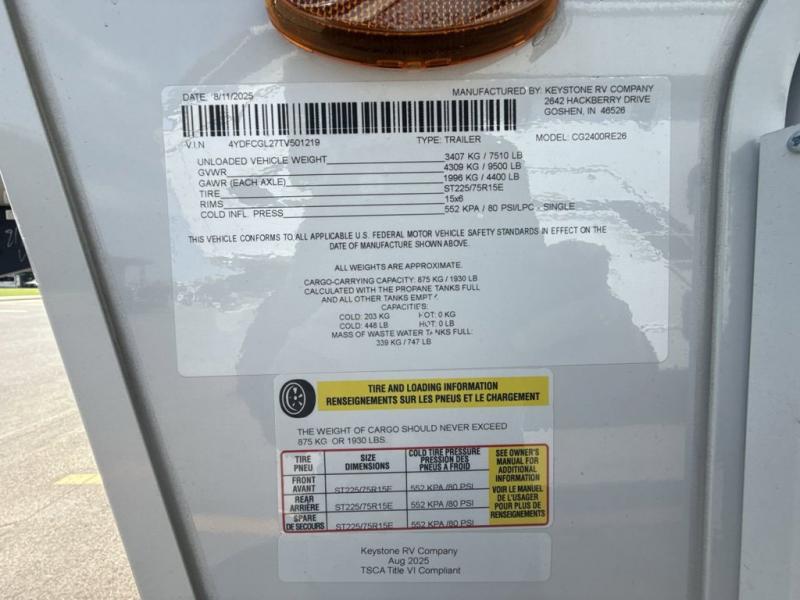 DATE: 8/11/2025 MANUFACTURED BY: KEYSTONE RV COMPANY
2642 HACKBERRY DRIVE
GOSHEN, IN 46526
V.I.N 4YDFCGL27TV501219 TYPE: TRAILER MODEL: CG2400RE26
UNLOADED VEHICLE WEIGHT 3407 KG / 7510 LB
GVWR 4309 KG / 9500 LB
GAWR (EACH AXLE) 1996 KG / 4400 LB
TIRE ST225/75R15E
RIMS 15x6
COLD INFL. PRESS 552 KPA / 80 PSI/LPC - SINGLE
THIS VEHICLE CONFORMS TO ALL APPLICABLE U.S. FEDERAL MOTOR VEHICLE SAFETY STANDARDS IN EFFECT ON THE
DATE OF MANUFACTURE SHOWN ABOVE.
ALL WEIGHTS ARE APPROXIMATE.
CARGO-CARRYING CAPACITY: 875 KG / 1930 LB
CALCULATED WITH THE PROPANE TANKS FULL
AND ALL OTHER TANKS EMPTY
CAPACITIES:
COLD: 203 KG HOT: 0 KG
COLD: 448 LB HOT: 0 LB
MASS OF WASTE WATER TANKS FULL:
339 KG / 747 LB
TIRE AND LOADING INFORMATION
RENSEIGNEMENTS SUR LES PNEUS ET LE CHARGEMENT
THE WEIGHT OF CARGO SHOULD NEVER EXCEED
875 KG OR 1930 LBS.
TIRE
PNEU
SIZE
DIMENSIONS
COLD TIRE PRESSURE
PRESSION DES
PNEUS A FROID
FRONT
AVANT
ST225/75R15E
552 KPA /80 PSI
REAR
ARRIÈRE
ST225/75R15E
552 KPA /80 PSI
SPARE
DE SECOURS
ST225/75R15E
552 KPA /80 PSI
SEE OWNER'S
MANUAL FOR
ADDITIONAL
INFORMATION
VOIR LE MANUEL
DE L'USAGER
POUR PLUS DE
RENSEIGNEMENTS
Keystone RV Company
Aug 2025
TSCA Title VI Compliant